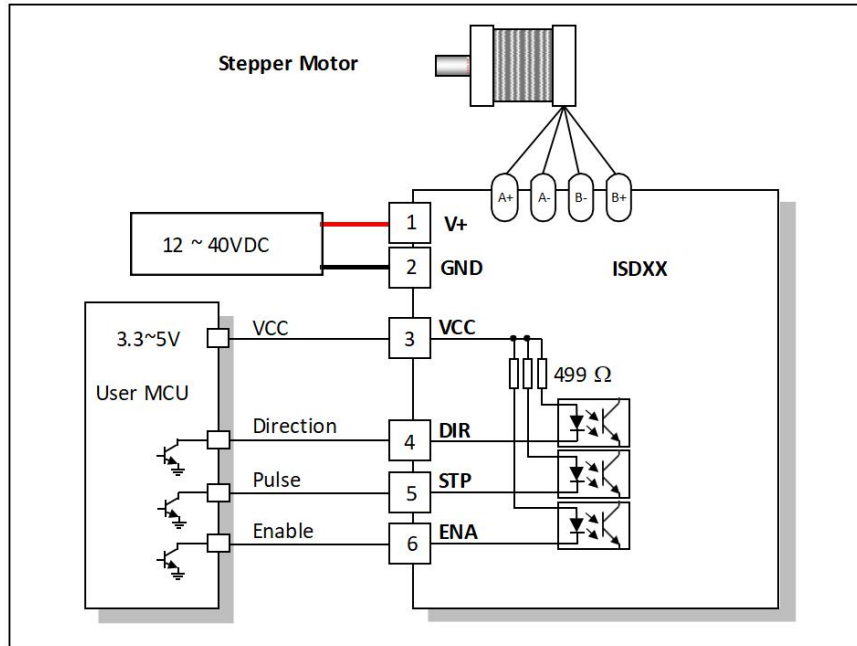 Stepper Motor
A+ A- B- B+
1 V+
12 ~ 40VDC
2 GND
ISDXX
3.3~5V
VCC
3 VCC
499 Ω
User MCU
Direction
4 DIR
Pulse
5 STP
Enable
6 ENA